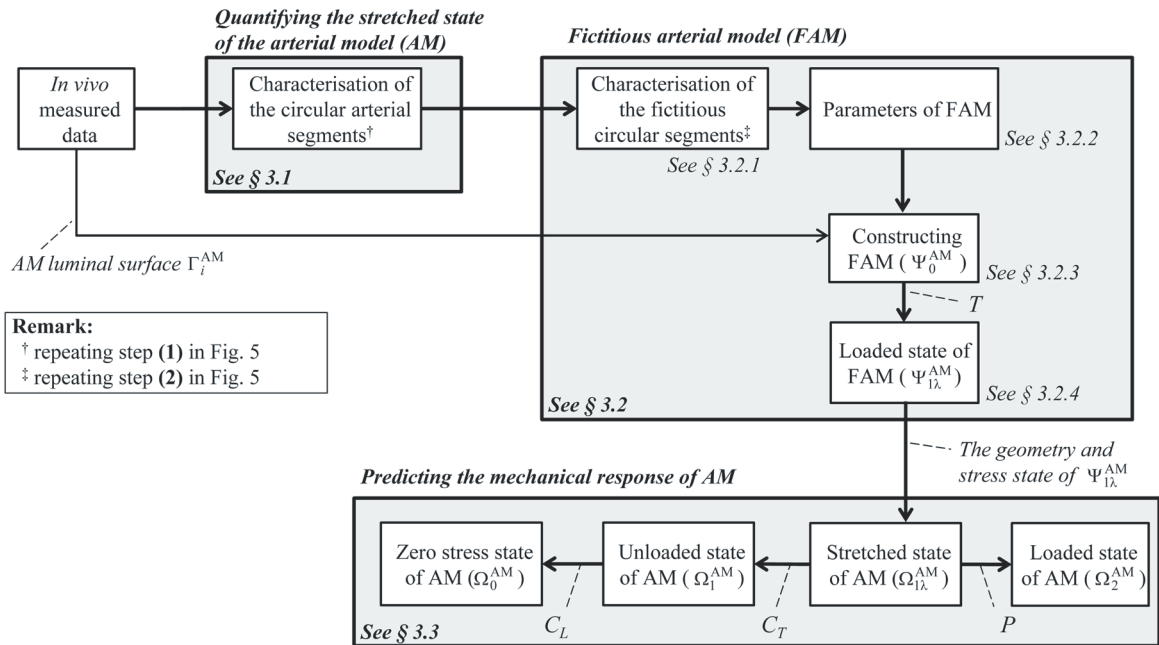 Quantifying the stretched state
of the arterial model (AM)
Fictitious arterial model (FAM)
In vivo
measured
data
Characterisation of
the circular arterial
segments†
See § 3.1
Characterisation of
the fictitious
circular segments‡
See § 3.2.1
Parameters of FAM
See § 3.2.2
AM luminal surface Γ_i^AM
Constructing
FAM ( Ψ_0^AM )
See § 3.2.3
T
Remark:
† repeating step (1) in Fig. 5
‡ repeating step (2) in Fig. 5
Loaded state of
FAM ( Ψ_1λ^AM )
See § 3.2.4
See § 3.2
The geometry and
stress state of Ψ_1λ^AM
Predicting the mechanical response of AM
Zero stress state
of AM (Ω_0^AM )
Unloaded state
of AM ( Ω_1^AM )
Stretched state
of AM (Ω_1λ^AM )
Loaded state
of AM ( Ω_2^AM )
C_L
C_T
P
See § 3.3